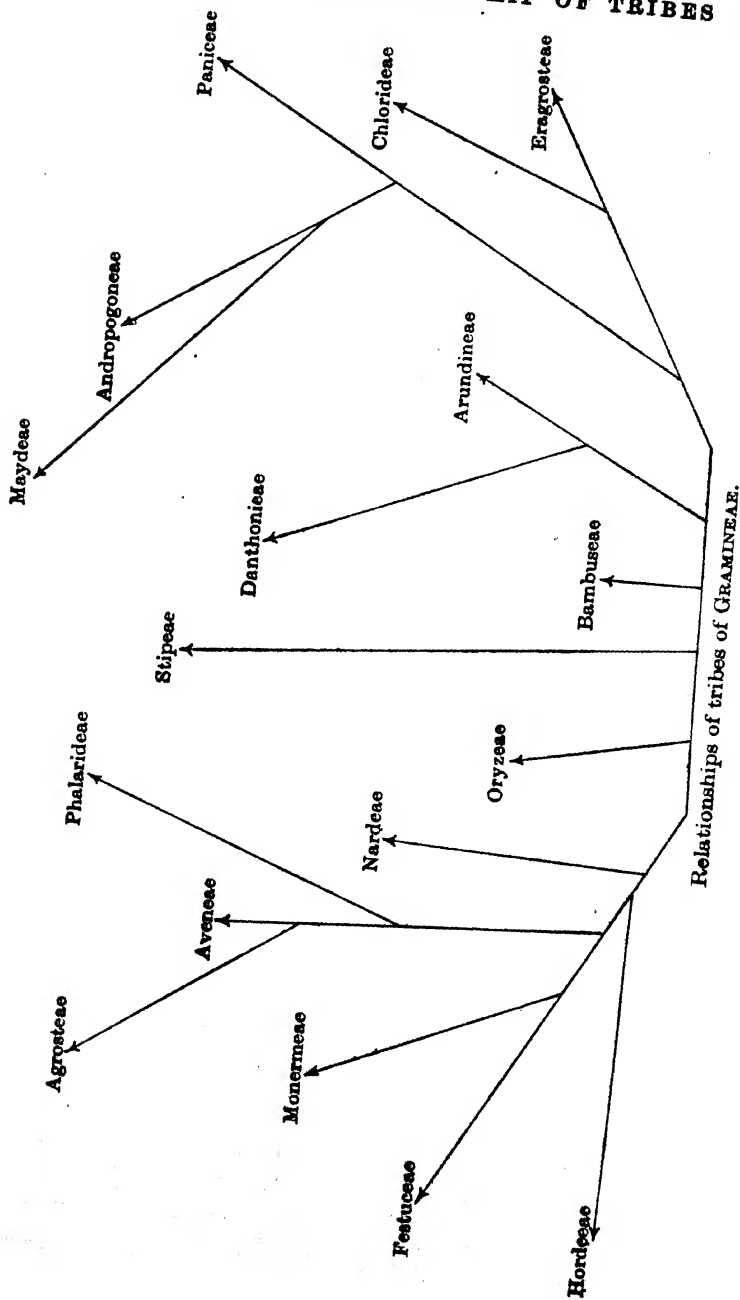 OF TRIBES
Paniceae
Chlorideae
Eragrosteae
Andropogoneae
Maydeae
Arundineae
Danthonieae
Bambuseae
Stipeae
Oryzeae
Phalarideae
Nardeae
Aveneae
Agrosteae
Monermeae
Festuceae
Hordeeae
Relationships of tribes of GRAMINEAE.